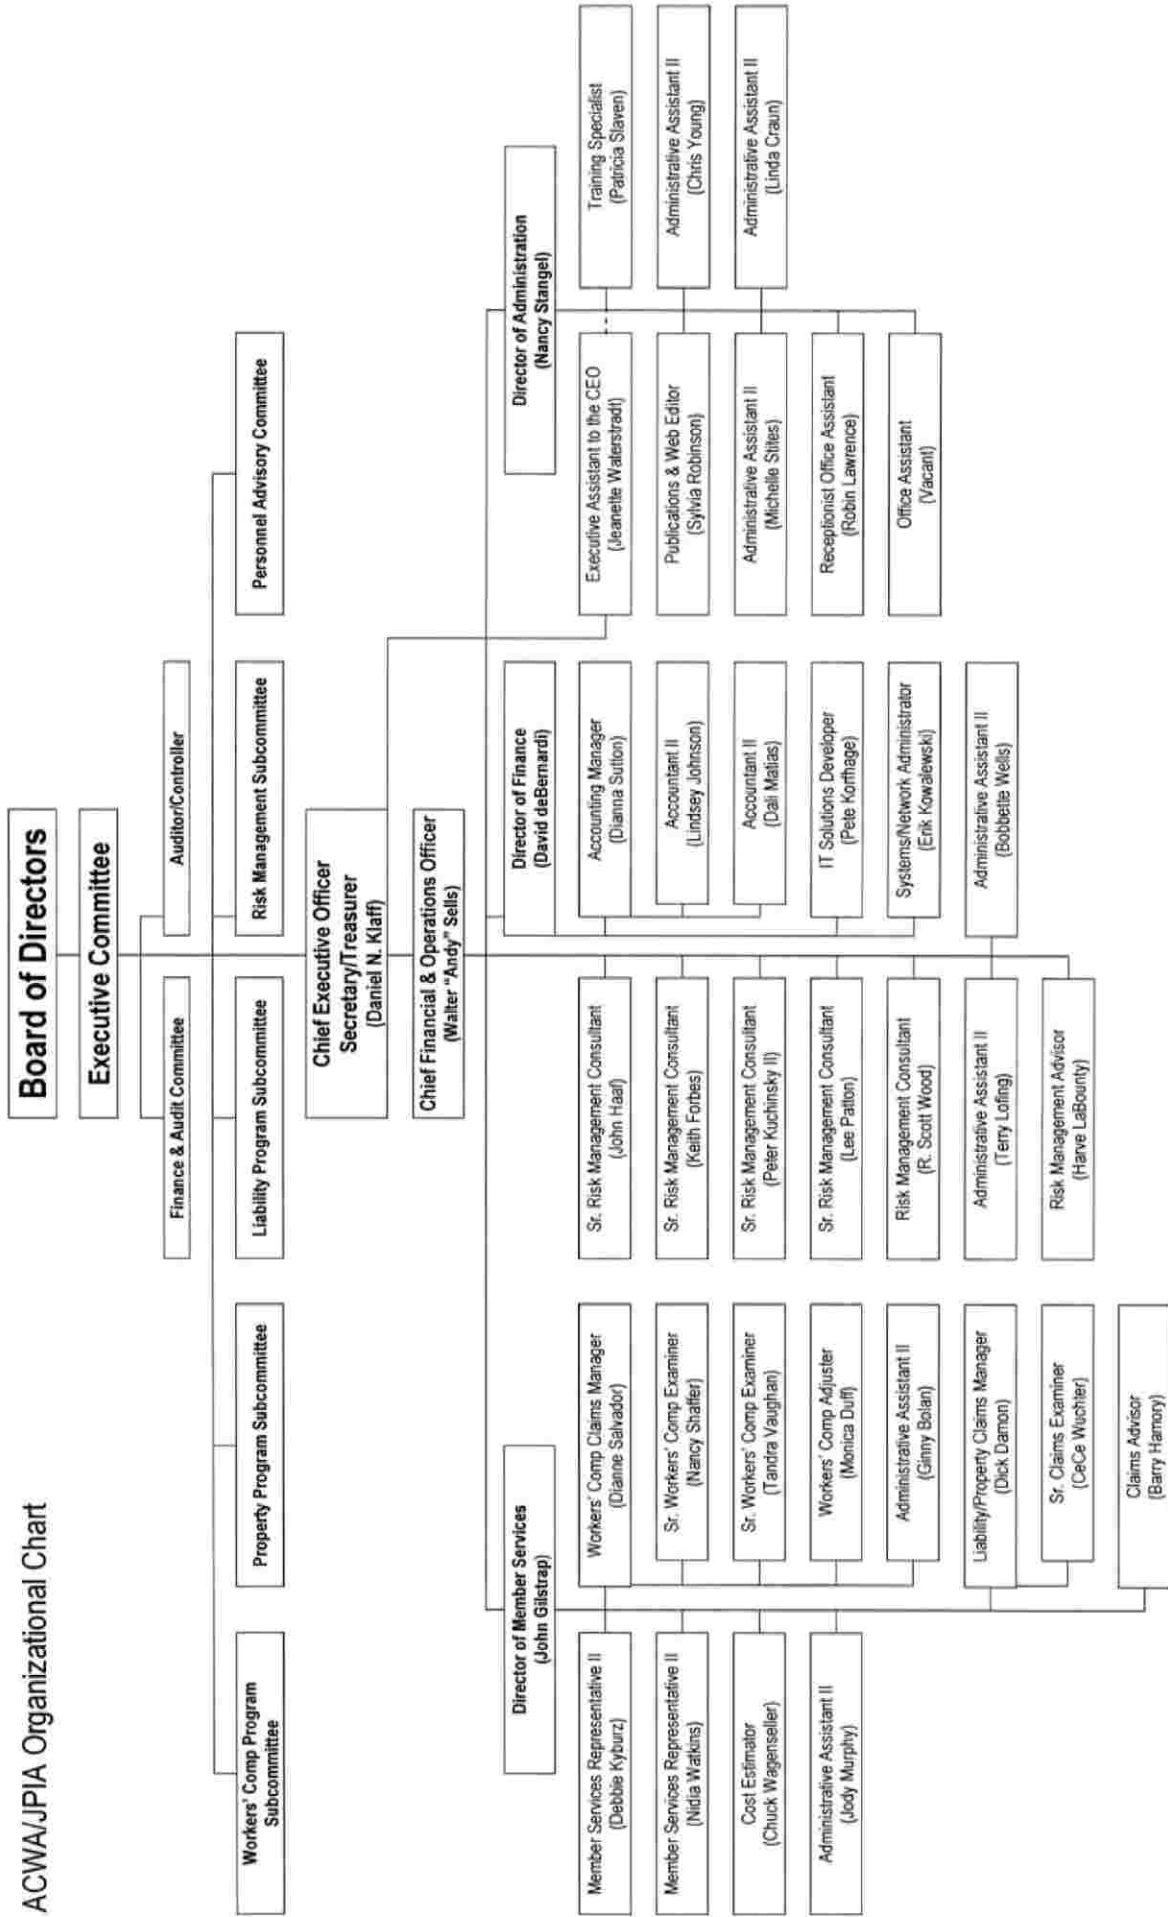 ACWA/JPIA Organizational Chart
Board of Directors
Executive Committee
Finance & Audit Committee
Auditor/Controller
Workers' Comp Program
Subcommittee
Property Program Subcommittee
Liability Program Subcommittee
Risk Management Subcommittee
Personnel Advisory Committee
Chief Executive Officer
Secretary/Treasurer
(Daniel N. Klaff)
Chief Financial & Operations Officer
(Walter "Andy" Sells)
Director of Member Services
(John Gilstrap)
Director of Finance
(David deBernardi)
Director of Administration
(Nancy Stangel)
Member Services Representative II
(Debbie Kyburz)
Member Services Representative II
(Nidia Watkins)
Cost Estimator
(Chuck Wagenseller)
Administrative Assistant II
(Jody Murphy)
Workers' Comp Claims Manager
(Dianne Salvador)
Sr. Workers' Comp Examiner
(Nancy Shaffer)
Sr. Workers' Comp Examiner
(Tandra Vaughan)
Workers' Comp Adjuster
(Monica Duff)
Administrative Assistant II
(Ginny Bolan)
Liability/Property Claims Manager
(Dick Damon)
Sr. Claims Examiner
(CeCe Wuchter)
Claims Advisor
(Barry Hamory)
Sr. Risk Management Consultant
(John Haaf)
Sr. Risk Management Consultant
(Keith Forbes)
Sr. Risk Management Consultant
(Peter Kuchinsky II)
Sr. Risk Management Consultant
(Lee Patton)
Risk Management Consultant
(R. Scott Wood)
Administrative Assistant II
(Terry Lofing)
Risk Management Advisor
(Harve LaBounty)
Accounting Manager
(Dianna Sutton)
Accountant II
(Lindsey Johnson)
Accountant II
(Dali Matias)
IT Solutions Developer
(Pete Korthage)
Systems/Network Administrator
(Erik Kowalewski)
Administrative Assistant II
(Bobbette Wells)
Executive Assistant to the CEO
(Jeanette Waterstradt)
Publications & Web Editor
(Sylvia Robinson)
Administrative Assistant II
(Michelle Stites)
Receptionist Office Assistant
(Robin Lawrence)
Office Assistant
(Vacant)
Training Specialist
(Patricia Slaven)
Administrative Assistant II
(Chris Young)
Administrative Assistant II
(Linda Craun)